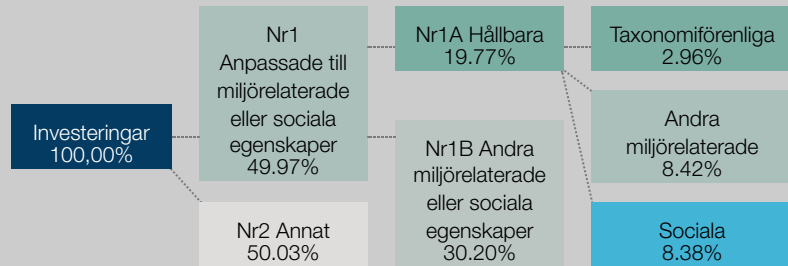 Investeringar
100,00%
Nr1
Anpassade till
miljörelaterade
eller sociala
egenskaper
49.97%
Nr2 Annat
50.03%
Nr1A Hållbara
19.77%
Nr1B Andra
miljörelaterade
eller sociala
egenskaper
30.20%
Taxonomiförenliga
2.96%
Andra
miljörelaterade
8.42%
Sociala
8.38%